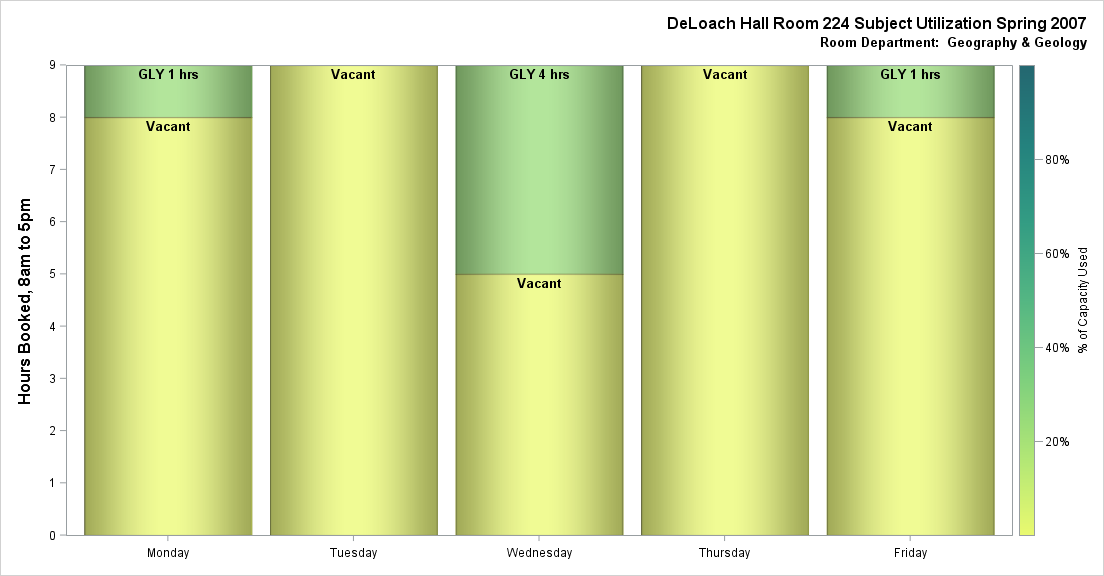 DeLoach Hall Room 224 Subject Utilization Spring 2007
Room Department: Geography & Geology
Hours Booked, 8am to 5pm
9
8
7
6
5
4
3
2
1
0
GLY 1 hrs
Vacant
Vacant
GLY 4 hrs
Vacant
Vacant
GLY 1 hrs
Vacant
Monday
Tuesday
Wednesday
Thursday
Friday
80%
60%
40%
20%
% of Capacity Used